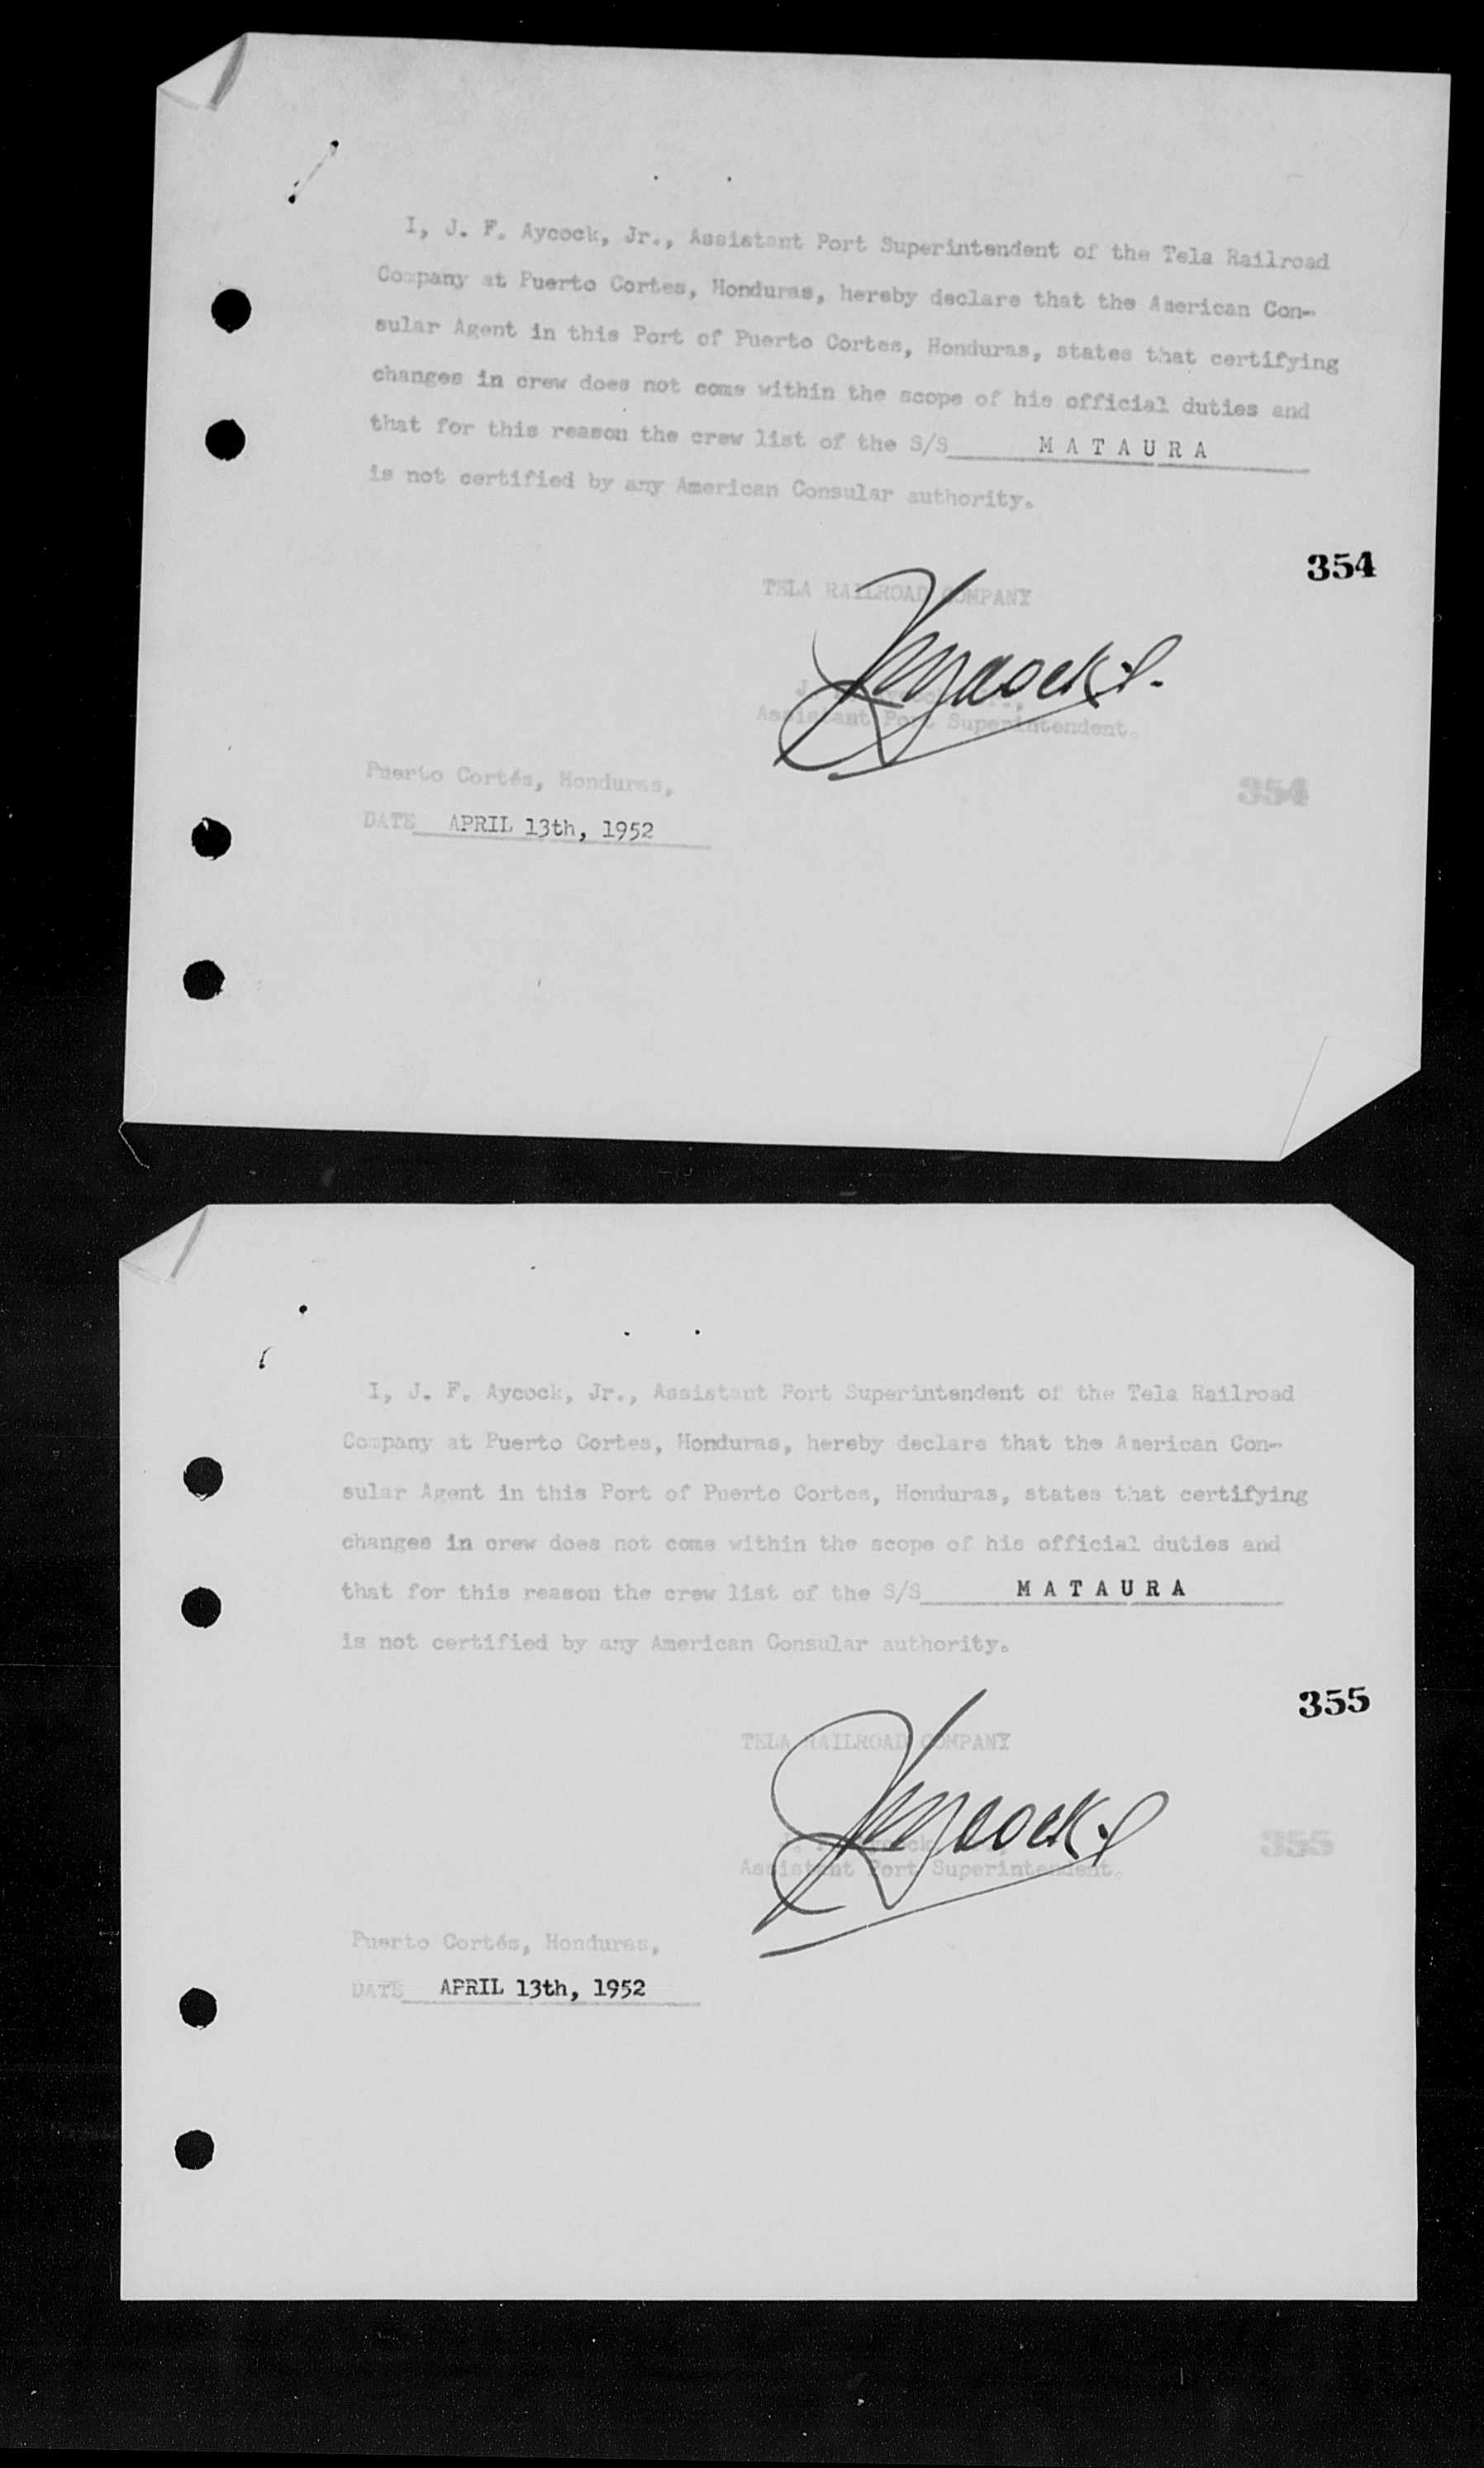 I, J. F. Aycock, Jr., Assistant Port Superintendent of the Tela Railroad
Company at Puerto Cortes, Honduras, hereby declare that the American Con-
sular Agent in this Port of Puerto Cortes, Honduras, states that certifying
changes in crew does not come within the scope of his official duties and
that for this reason the crew list of the S/S M A T A U R A
is not certified by any American Consular authority.
354
TELA RAILROAD COMPANY
J. F. Aycock, Jr.,
Assistant Port Superintendent.
354
Puerto Cortés, Honduras,
DATE APRIL 13th, 1952
I, J. F. Aycock, Jr., Assistant Port Superintendent of the Tela Railroad
Company at Puerto Cortes, Honduras, hereby declare that the American Con-
sular Agent in this Port of Puerto Cortes, Honduras, states that certifying
changes in crew does not come within the scope of his official duties and
that for this reason the crew list of the S/S M A T A U R A
is not certified by any American Consular authority.
355
TELA RAILROAD COMPANY
J. F. Aycock, Jr.,
355
Assistant Port Superintendent.
Puerto Cortés, Honduras,
DATE APRIL 13th, 1952